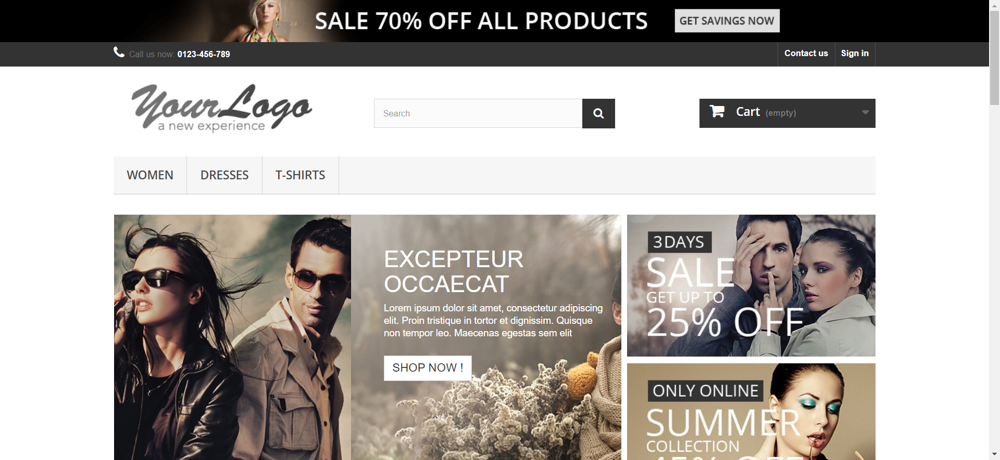 SALE 70% OFF ALL PRODUCTS
GET SAVINGS NOW
Call us now: 0123-456-789
Contact us
Sign in
YourLogo
a new experience
Search
Cart (empty)
WOMEN
DRESSES
T-SHIRTS
EXCEPTEUR
OCCAECAT
Lorem ipsum dolor sit amet, consectetur adipiscing
elit. Proin tristique in tortor et dignissim. Quisque
non tempor leo. Maecenas egestas sem elit
SHOP NOW !
3 DAYS
SALE
GET UP TO
25% OFF
ONLY ONLINE
SUMMER
COLLECTION